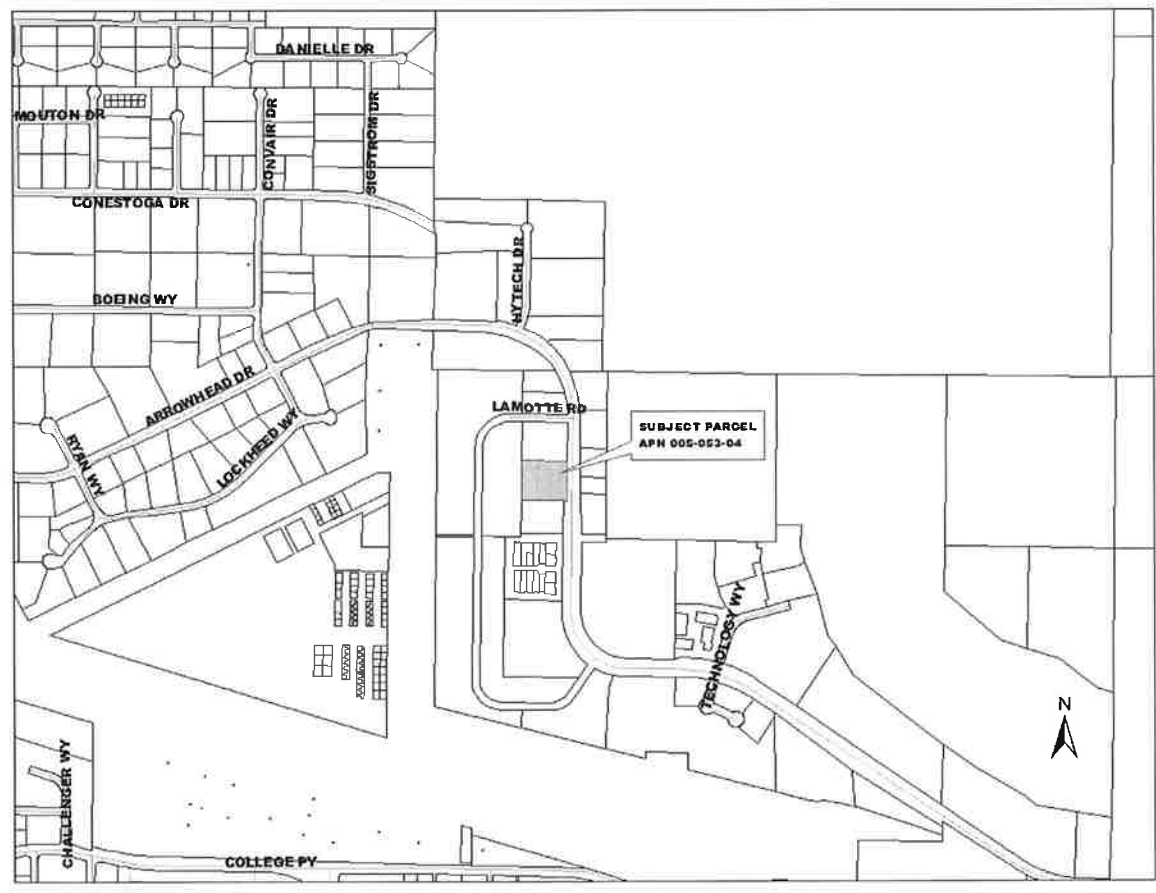 DANIELLE DR
MOUTON DR
CONVAIR DR
SIGSTROM DR
CONESTOGA DR
HYTECH DR
BOEING WY
ARROWHEAD DR
LAMOTTE RD
SUBJECT PARCEL
APN 005-053-04
RYAN WY
LOCKHEED WY
TECHNOLOGY WY
N
CHALLENGER WY
COLLEGE PY